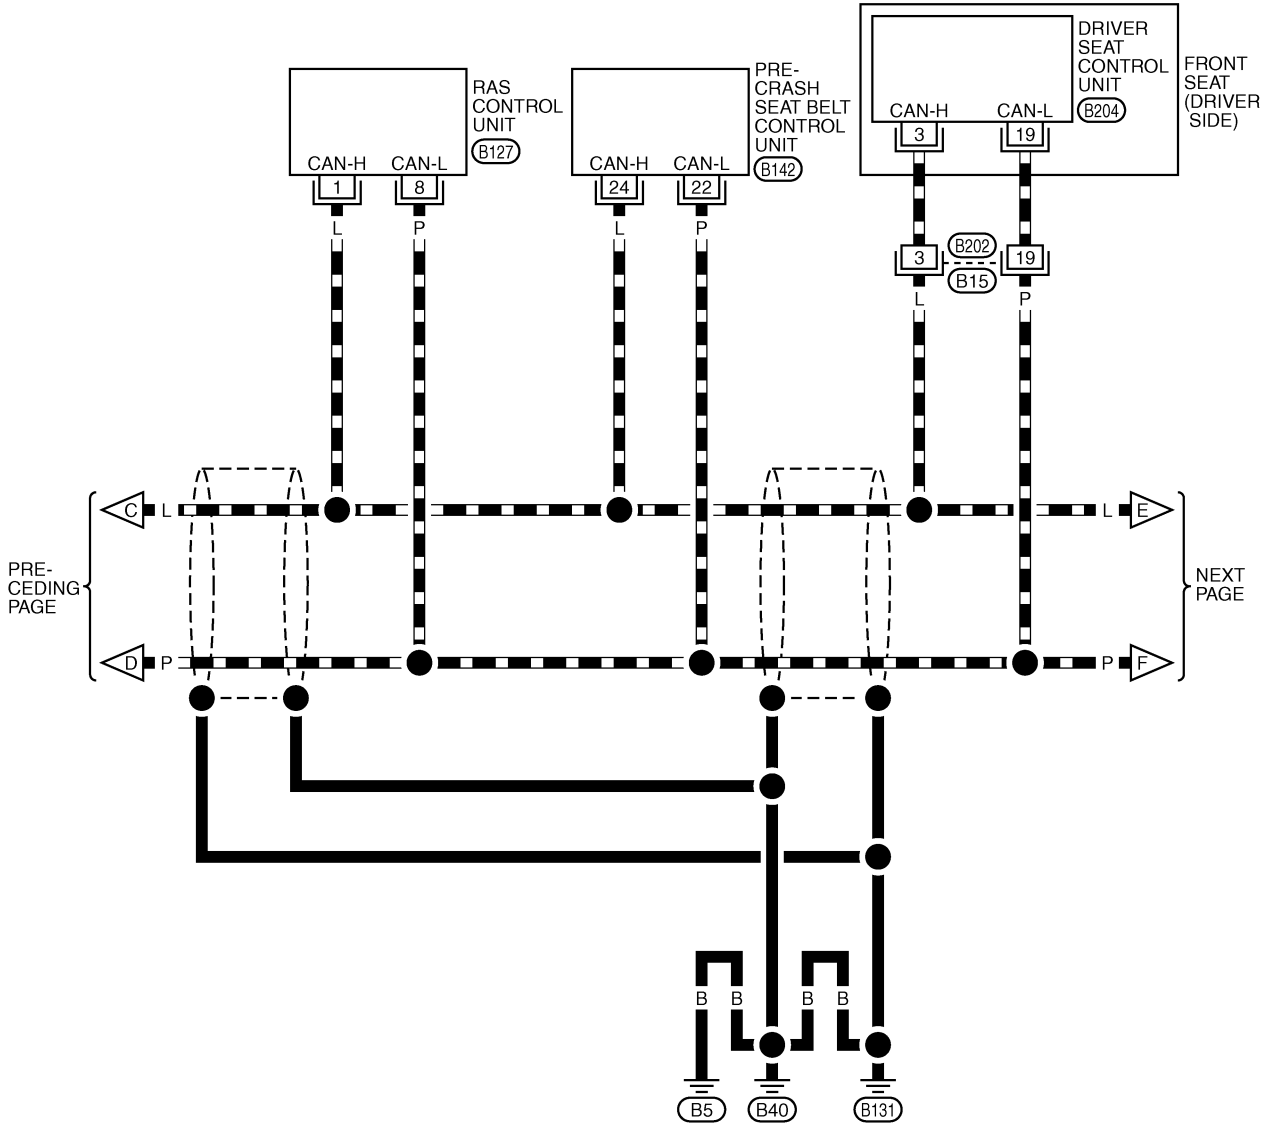 RAS
CONTROL
UNIT
B127
CAN-H
CAN-L
1
8
L
P
PRE-
CRASH
SEAT BELT
CONTROL
UNIT
B142
CAN-H
CAN-L
24
22
L
P
DRIVER
SEAT
CONTROL
UNIT
B204
FRONT
SEAT
(DRIVER
SIDE)
CAN-H
CAN-L
3
19
B202
3
19
B15
L
P
C
L
L
E
PRE-
CEDING
PAGE
NEXT
PAGE
D
P
P
F
B
B
B
B
B5
B40
B131